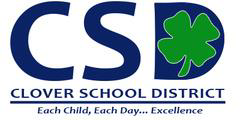 CSD
CLOVER SCHOOL DISTRICT
Each Child, Each Day... Excellence